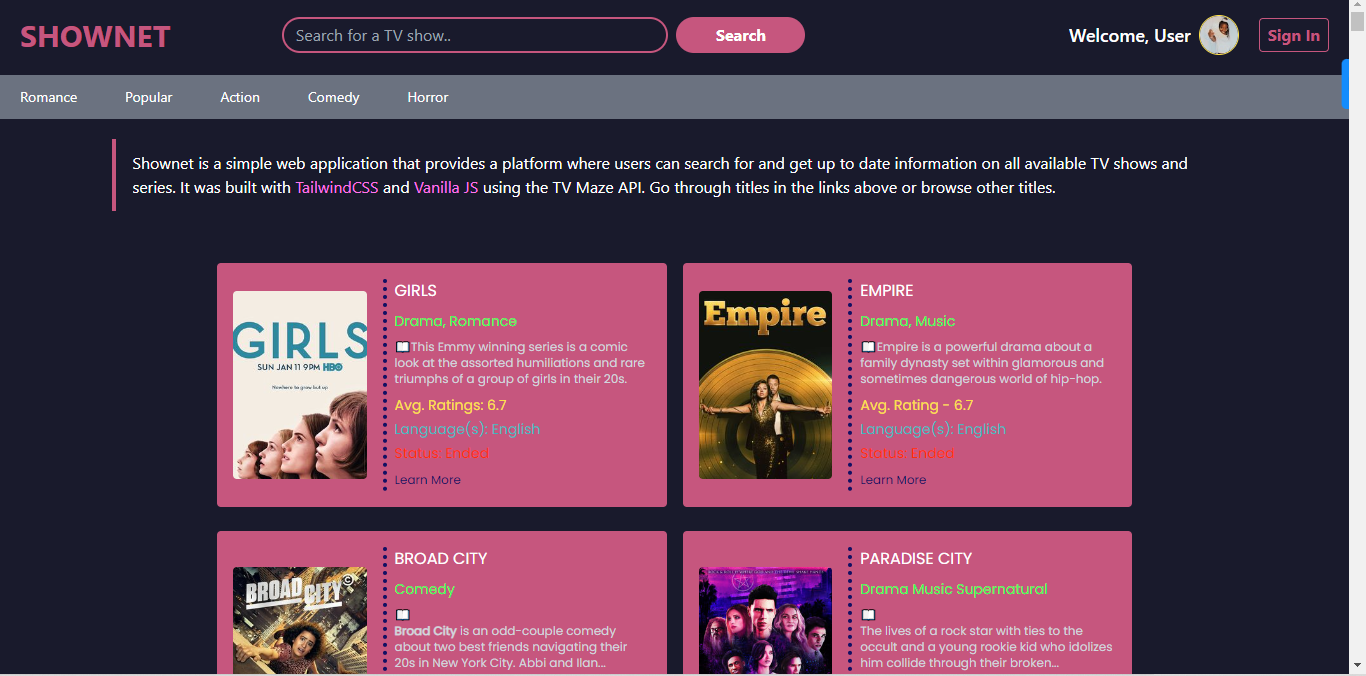 SHOWNET
Search for a TV show..
Search
Welcome, User
Sign In
Romance
Popular
Action
Comedy
Horror
Shownet is a simple web application that provides a platform where users can search for and get up to date information on all available TV shows and
series. It was built with TailwindCSS and Vanilla JS using the TV Maze API. Go through titles in the links above or browse other titles.
GIRLS
SUN JAN 11 9PM HBO
Nowhere to grow but up
GIRLS
Drama, Romance
This Emmy winning series is a comic
look at the assorted humiliations and rare
triumphs of a group of girls in their 20s.
Avg. Ratings: 6.7
Language(s): English
Status: Ended
Learn More
Empire
EMPIRE
Drama, Music
Empire is a powerful drama about a
family dynasty set within glamorous and
sometimes dangerous world of hip-hop.
Avg. Rating - 6.7
Language(s): English
Status: Ended
Learn More
BROAD CITY
BROAD CITY
Comedy
Broad City is an odd-couple comedy
about two best friends navigating their
20s in New York City. Abbi and Ilan...
PARADISE CITY
Drama Music Supernatural
The lives of a rock star with ties to the
occult and a young rookie kid who idolizes
him collide through their broken...